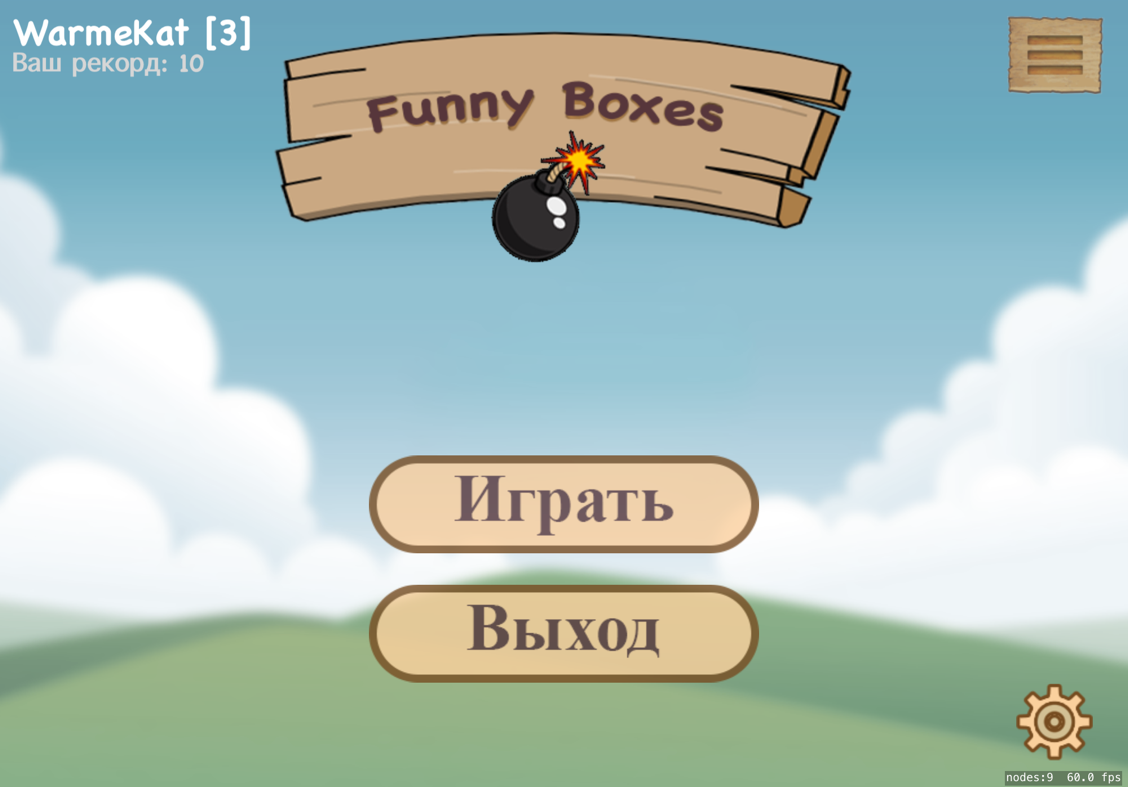 WarmeKat [3]
Ваш рекорд: 10
Funny Boxes
Играть
Выход
nodes:9 60.0 fps